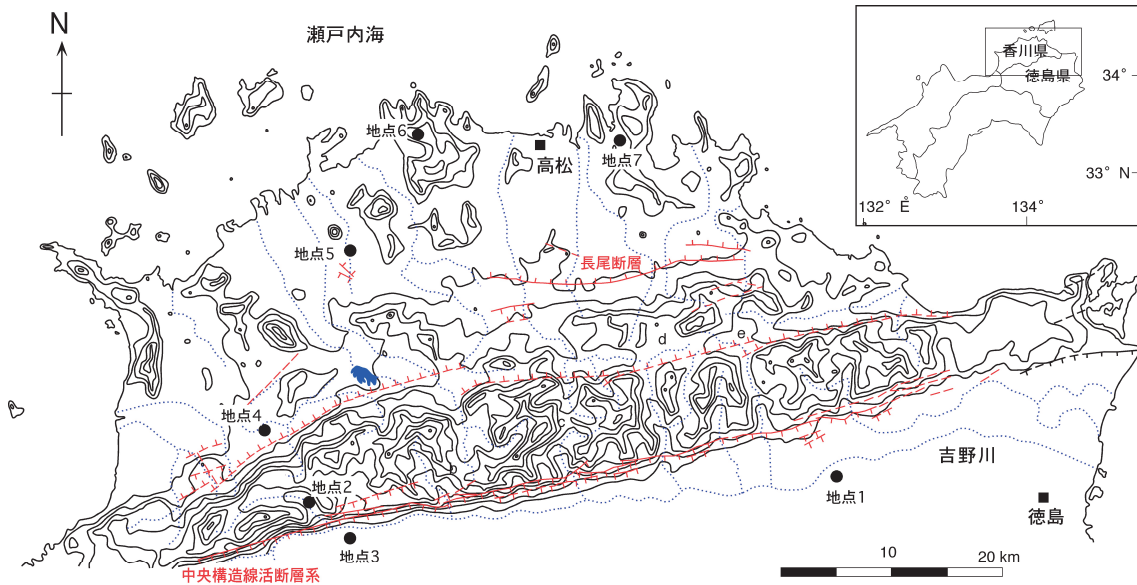 N
瀬戸内海
香川県
徳島県
34°
33° N
132° E
134°
地点6
高松
地点7
地点5
長尾断層
d
e
地点4
地点2
地点3
地点1
吉野川
徳島
中央構造線活断層系
10
20 km